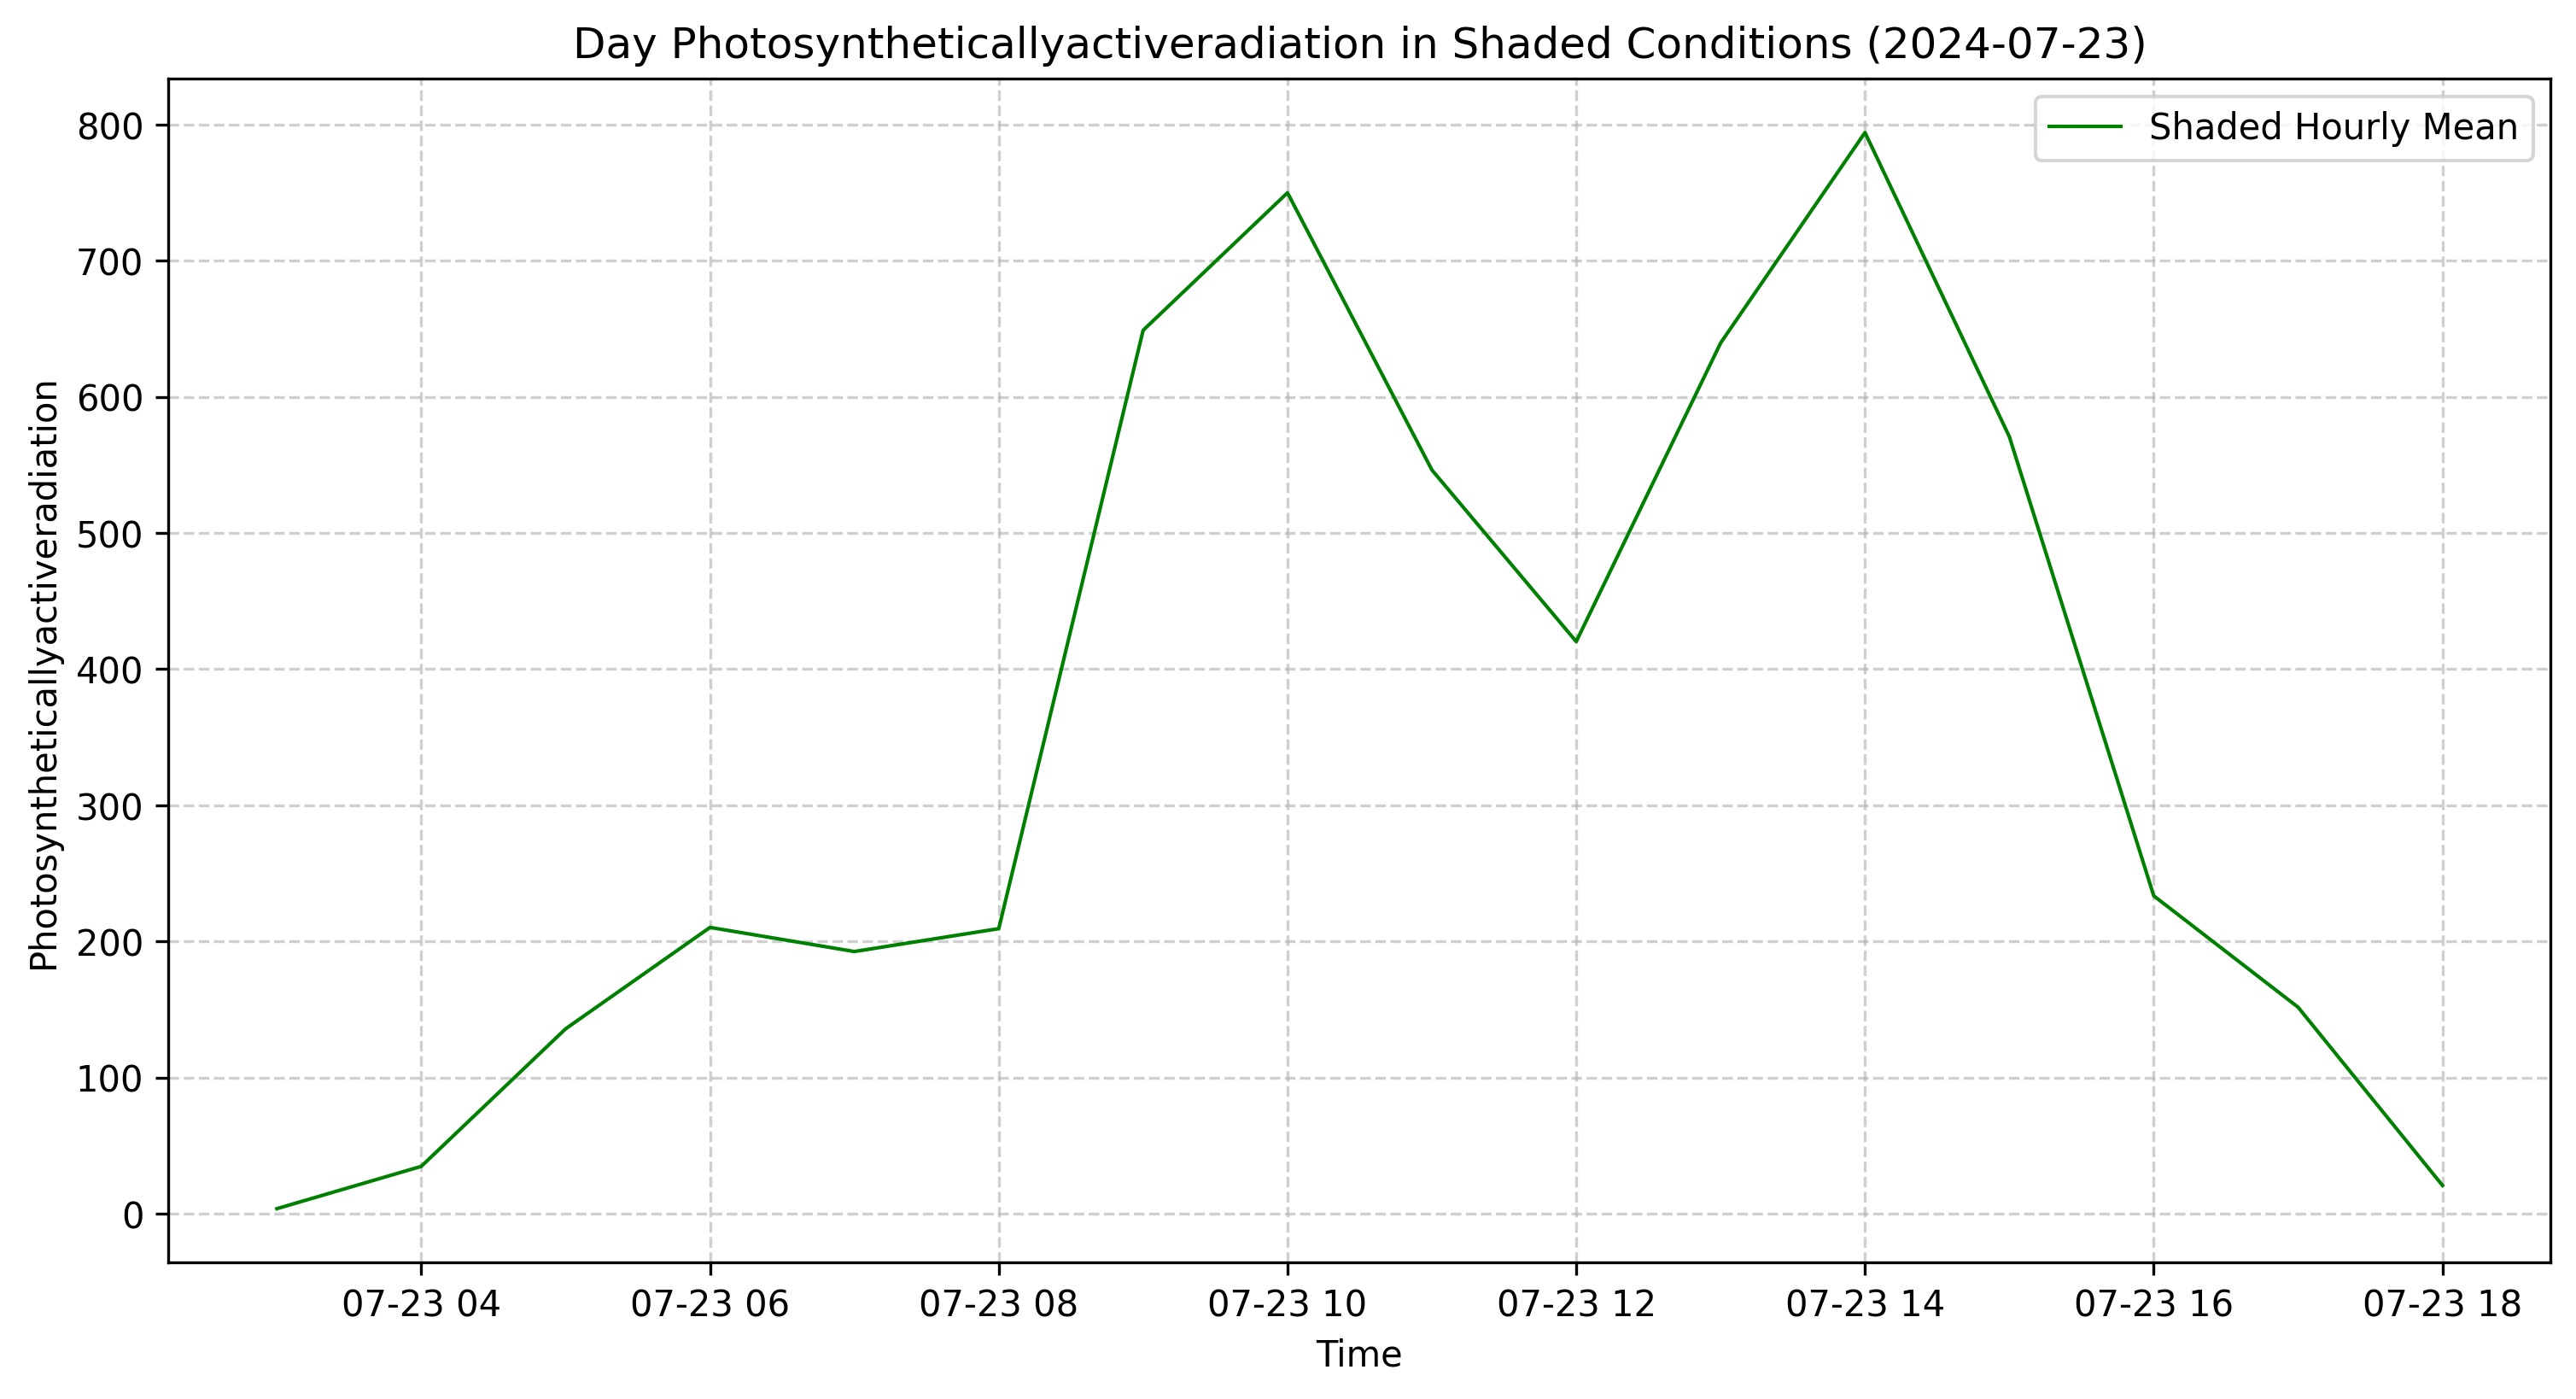 Day Photosyntheticallyactiveradiation in Shaded Conditions (2024-07-23)
Shaded Hourly Mean
Photosyntheticallyactiveradiation
800
700
600
500
400
300
200
100
0
07-23 04 07-23 06 07-23 08 07-23 10 07-23 12 07-23 14 07-23 16 07-23 18
Time